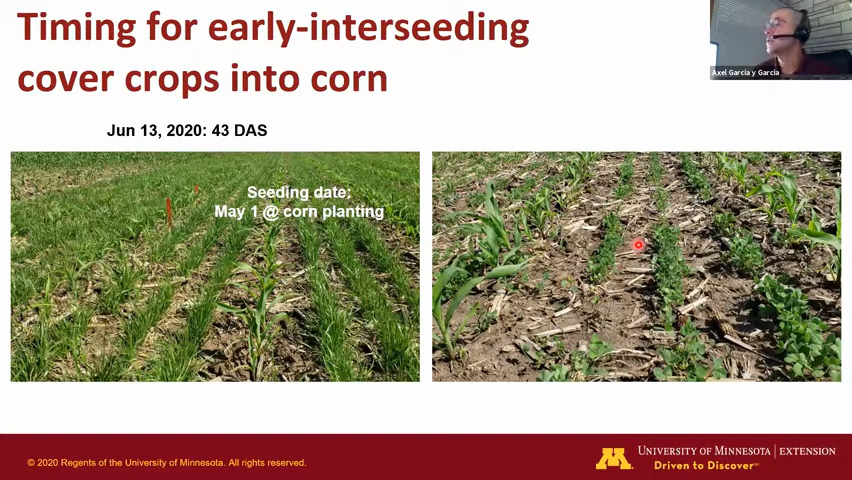 Timing for early-interseeding
cover crops into corn
Axel Garcia y Garcia
Jun 13, 2020: 43 DAS
Seeding date:
May 1 @ corn planting
© 2020 Regents of the University of Minnesota. All rights reserved.
M
UNIVERSITY OF MINNESOTA | EXTENSION
Driven to Discover℠